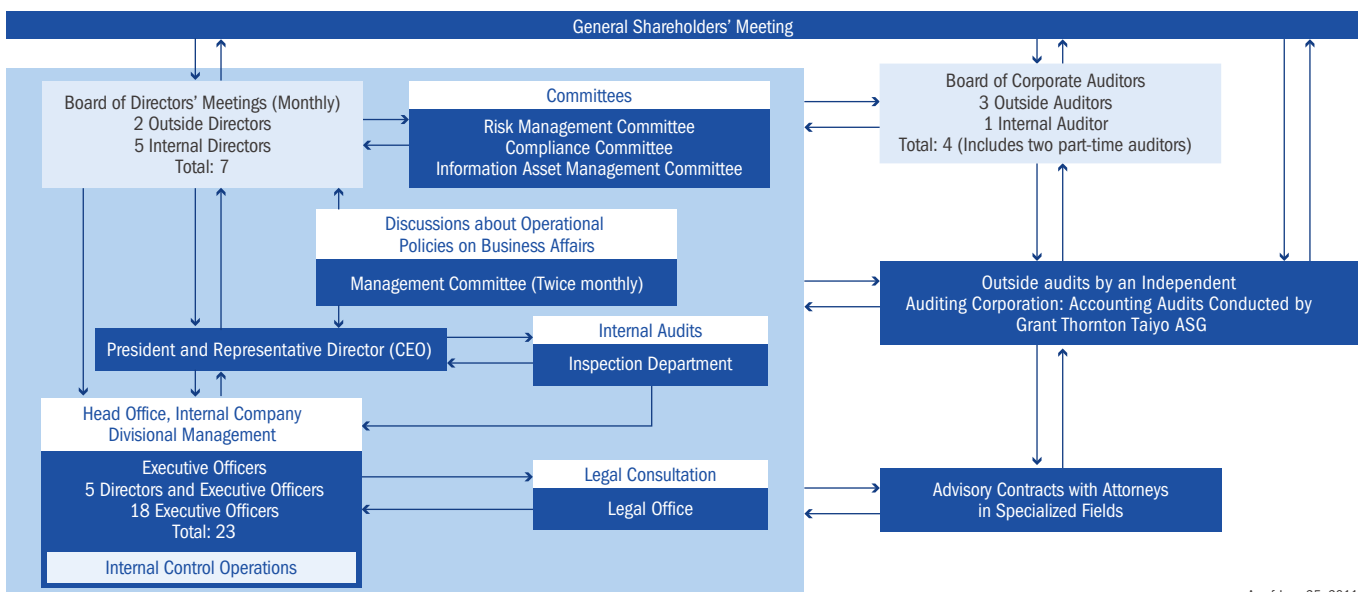 General Shareholders' Meeting
Board of Directors' Meetings (Monthly)
2 Outside Directors
5 Internal Directors
Total: 7
Committees
Risk Management Committee
Compliance Committee
Information Asset Management Committee
Board of Corporate Auditors
3 Outside Auditors
1 Internal Auditor
Total: 4 (Includes two part-time auditors)
Discussions about Operational
Policies on Business Affairs
Management Committee (Twice monthly)
Outside audits by an Independent
Auditing Corporation: Accounting Audits Conducted by
Grant Thornton Taiyo ASG
President and Representative Director (CEO)
Internal Audits
Inspection Department
Head Office, Internal Company
Divisional Management
Executive Officers
5 Directors and Executive Officers
18 Executive Officers
Total: 23
Internal Control Operations
Legal Consultation
Legal Office
Advisory Contracts with Attorneys
in Specialized Fields